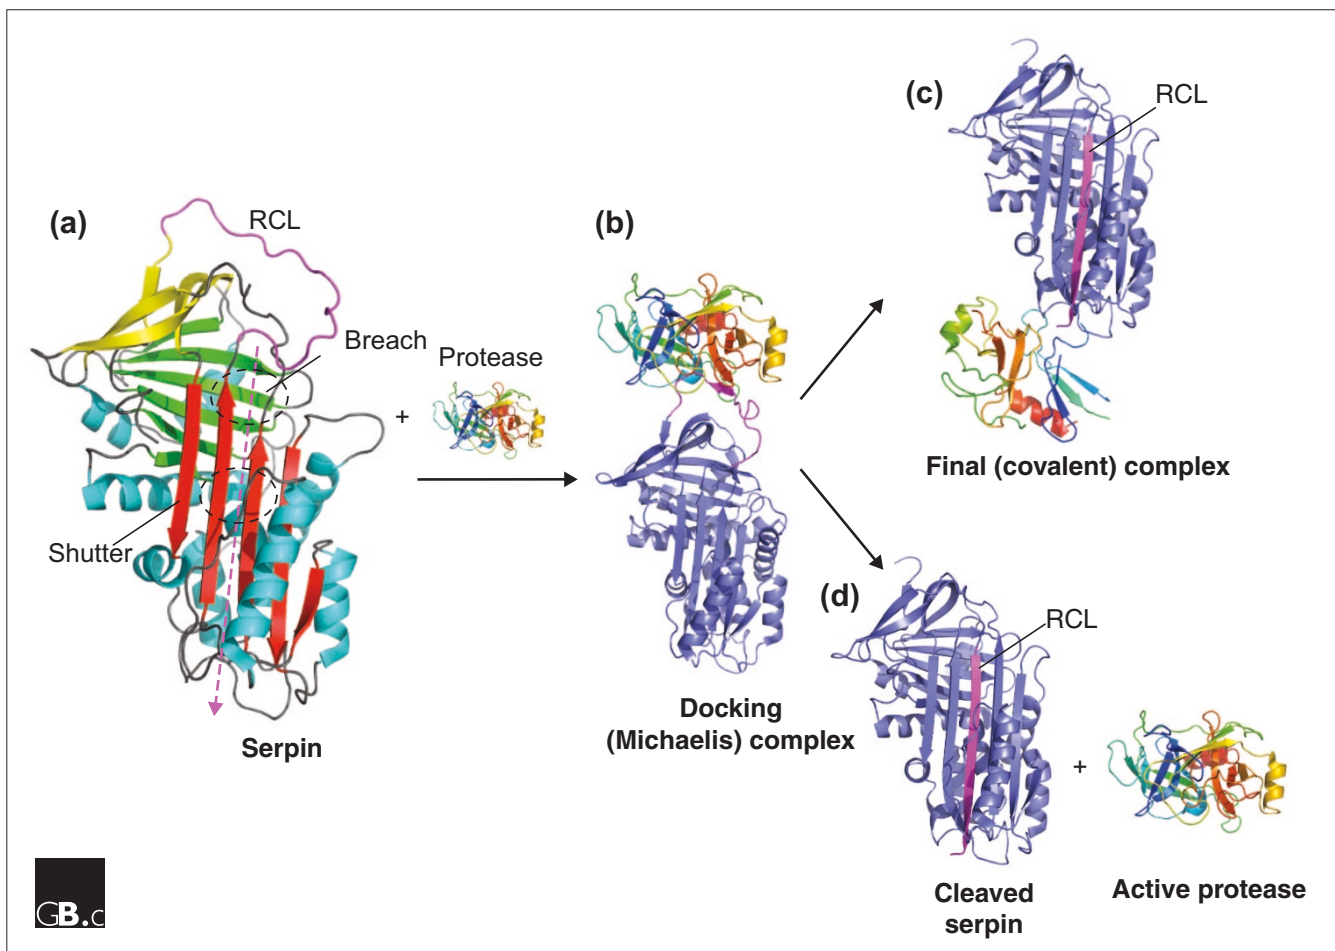 (a)
RCL
Breach
Shutter
Serpin
Protease
+
(b)
Docking
(Michaelis) complex
(c)
RCL
Final (covalent) complex
(d)
RCL
Cleaved
serpin
+
Active protease
GB.c